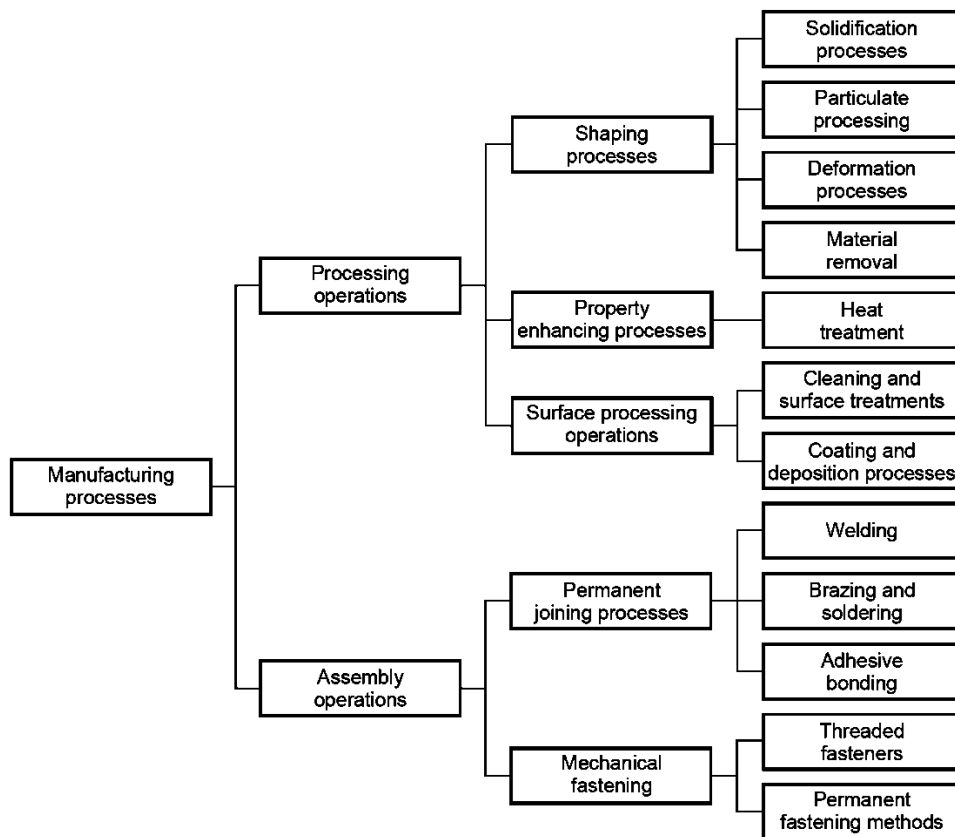 Solidification
processes
Particulate
processing
Shaping
processes
Deformation
processes
Material
removal
Processing
operations
Property
enhancing processes
Heat
treatment
Cleaning and
surface treatments
Surface processing
operations
Coating and
deposition processes
Manufacturing
processes
Welding
Permanent
joining processes
Brazing and
soldering
Adhesive
bonding
Assembly
operations
Threaded
fasteners
Mechanical
fastening
Permanent
fastening methods